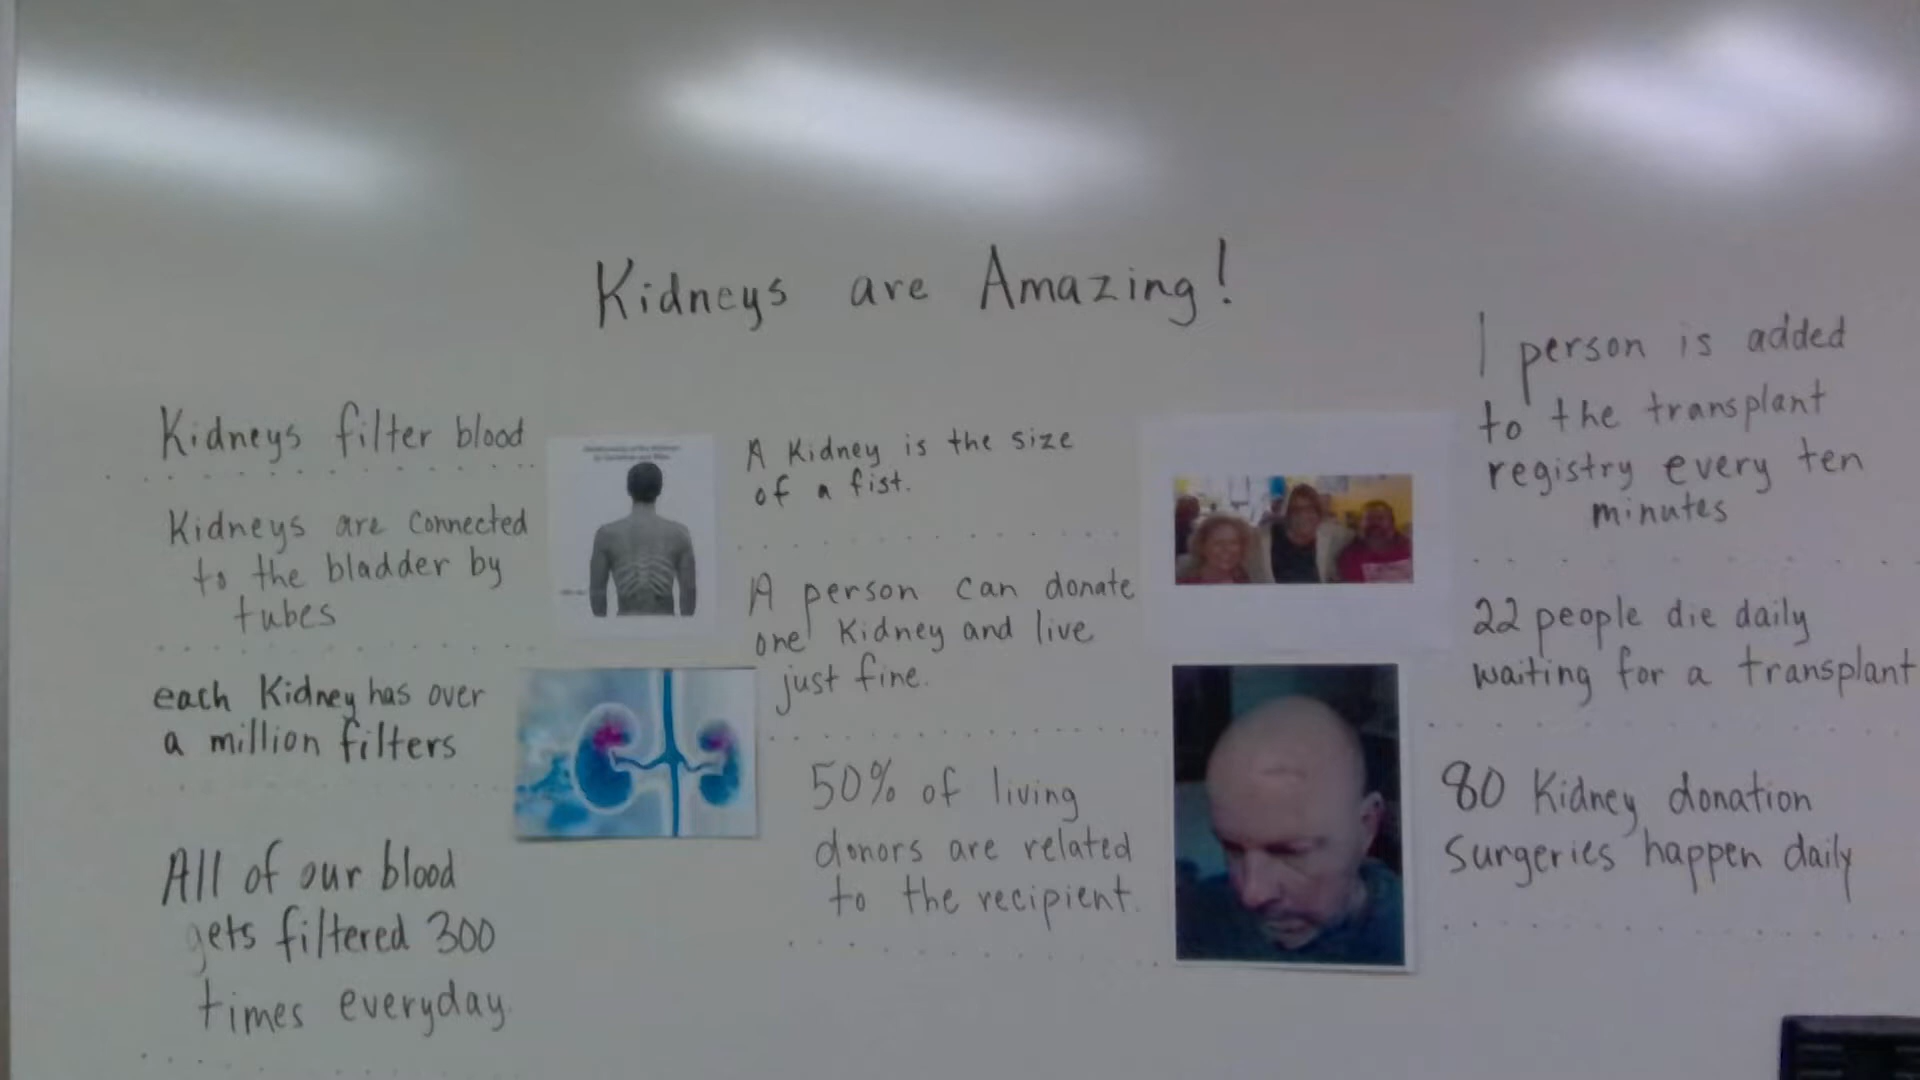 Kidneys are Amazing!
Kidneys filter blood
Kidneys are connected
to the bladder by
tubes
each Kidney has over
a million filters
All of our blood
gets filtered 300
times everyday.
A Kidney is the size
of a fist.
A person can donate
one Kidney and live
just fine.
50% of living
donors are related
to the recipient.
1 person is added
to the transplant
registry every ten
minutes
22 people die daily
waiting for a transplant
80 Kidney donation
surgeries happen daily